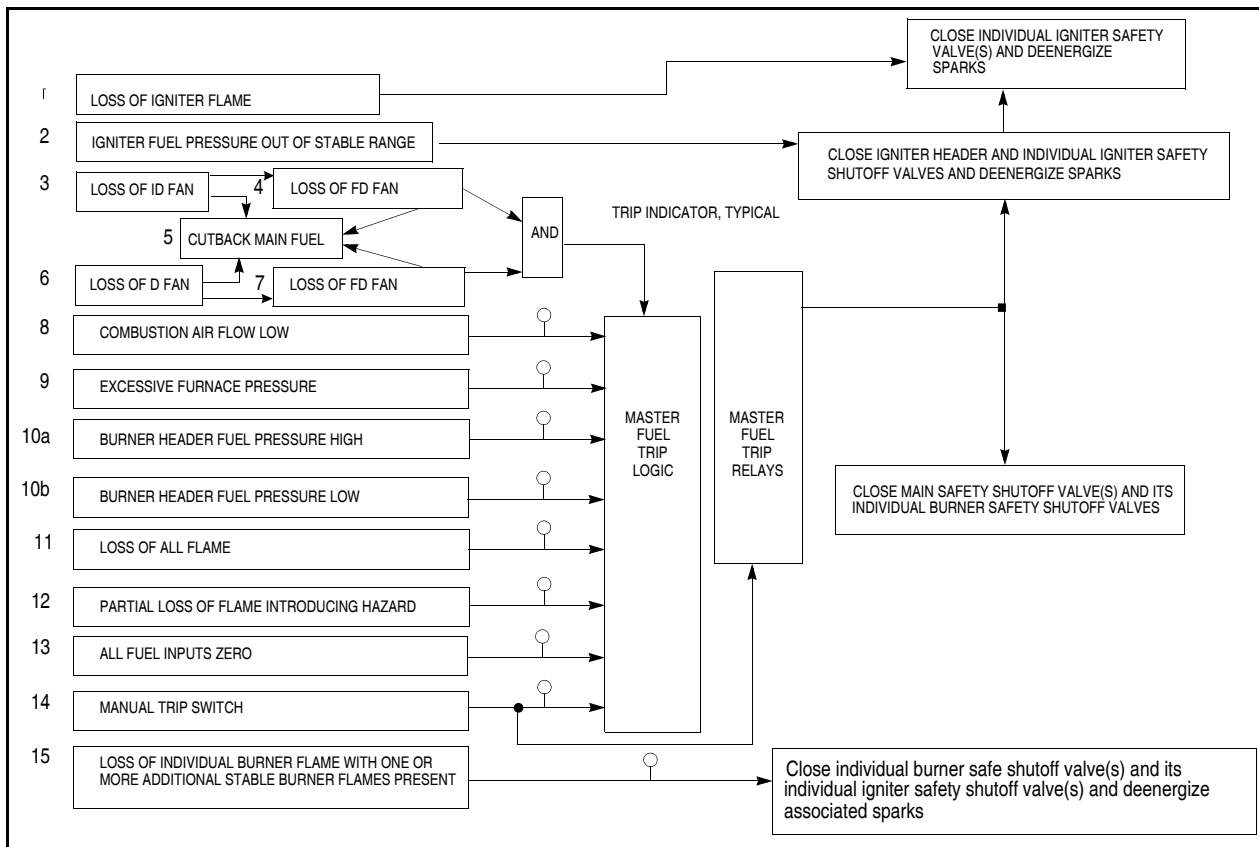 CLOSE INDIVIDUAL IGNITER SAFETY
VALVE(S) AND DEENERGIZE
SPARKS
LOSS OF IGNITER FLAME
2
IGNITER FUEL PRESSURE OUT OF STABLE RANGE
CLOSE IGNITER HEADER AND INDIVIDUAL IGNITER SAFETY
SHUTOFF VALVES AND DEENERGIZE SPARKS
3
LOSS OF ID FAN
4
LOSS OF FD FAN
TRIP INDICATOR, TYPICAL
AND
5
CUTBACK MAIN FUEL
6
LOSS OF D FAN
7
LOSS OF FD FAN
8
COMBUSTION AIR FLOW LOW
9
EXCESSIVE FURNACE PRESSURE
10a
BURNER HEADER FUEL PRESSURE HIGH
MASTER
FUEL
TRIP
LOGIC
MASTER
FUEL
TRIP
RELAYS
10b
BURNER HEADER FUEL PRESSURE LOW
CLOSE MAIN SAFETY SHUTOFF VALVE(S) AND ITS
INDIVIDUAL BURNER SAFETY SHUTOFF VALVES
11
LOSS OF ALL FLAME
12
PARTIAL LOSS OF FLAME INTRODUCING HAZARD
13
ALL FUEL INPUTS ZERO
14
MANUAL TRIP SWITCH
15
LOSS OF INDIVIDUAL BURNER FLAME WITH ONE OR
MORE ADDITIONAL STABLE BURNER FLAMES PRESENT
Close individual burner safe shutoff valve(s) and its
individual igniter safety shutoff valve(s) and deenergize
associated sparks